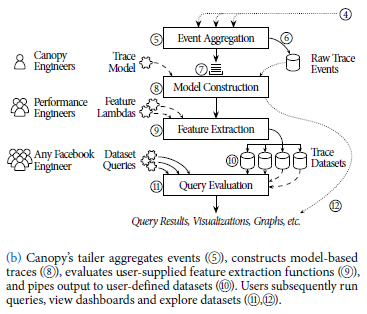 ④
⑤ Event Aggregation ⑥
Canopy Engineers
Trace Model
⑦
Raw Trace Events
⑧ Model Construction
Performance Engineers
Feature Lambdas
⑨ Feature Extraction
Any Facebook Engineer
Dataset Queries
⑩
Trace Datasets
⑪ Query Evaluation
⑫
Query Results, Visualizations, Graphs, etc.
(b) Canopy's tailer aggregates events (⑤), constructs model-based
traces (⑧), evaluates user-supplied feature extraction functions (⑨),
and pipes output to user-defined datasets (⑩). Users subsequently run
queries, view dashboards and explore datasets (⑪,⑫).